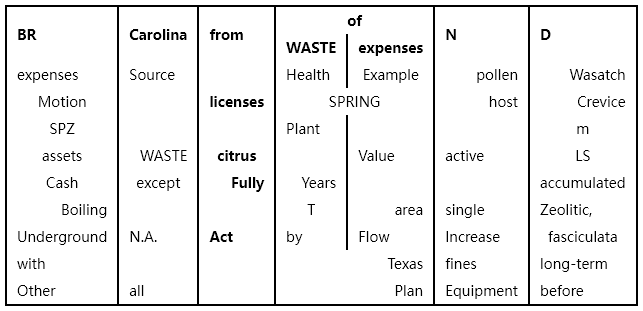 BR Carolina from of N D
WASTE expenses
expenses Source Health Example pollen Wasatch
Motion licenses SPRING host Crevice
SPZ Plant m
assets WASTE citrus Value active LS
Cash except Fully Years accumulated
Boiling T area single Zeolitic,
Underground N.A. Act by Flow Increase fasciculata
with Texas fines long-term
Other all Plan Equipment before